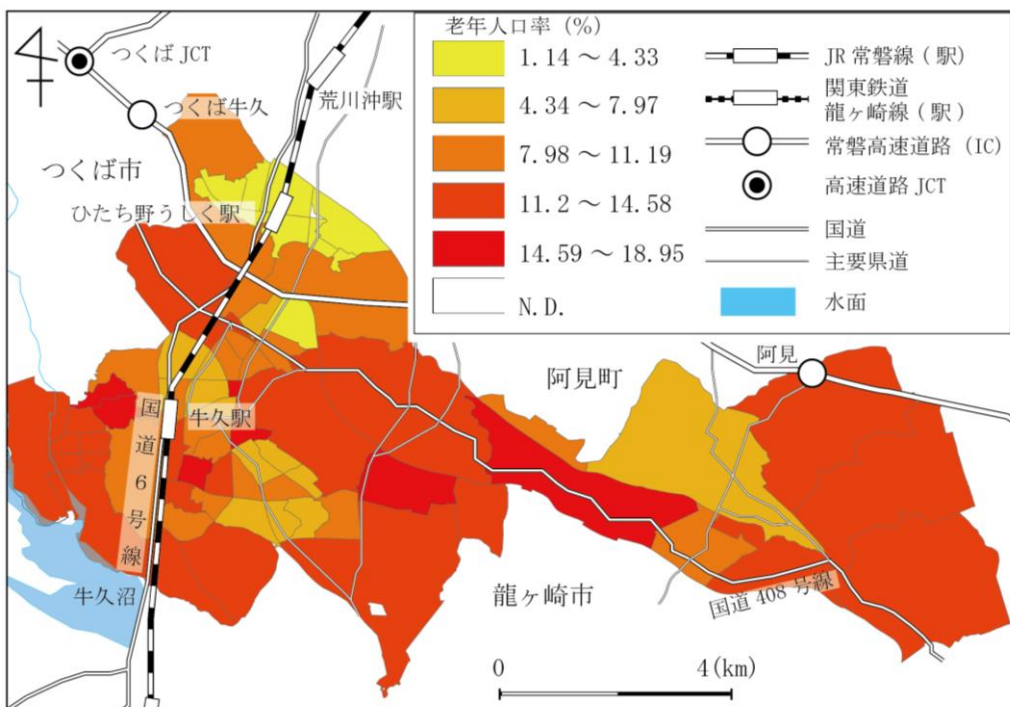 老年人口率 (%)
1.14 ～ 4.33
4.34 ～ 7.97
7.98 ～ 11.19
11.2 ～ 14.58
14.59 ～ 18.95
N.D.
JR 常磐線 ( 駅)
関東鉄道
龍ヶ崎線 ( 駅 )
常磐高速道路 (IC)
高速道路 JCT
国道
主要県道
水面
つくば JCT
荒川沖駅
つくば牛久
つくば市
ひたち野うしく駅
阿見
阿見町
牛久駅
国道6号線
牛久沼
龍ヶ崎市
国道 408 号線
0
4(km)